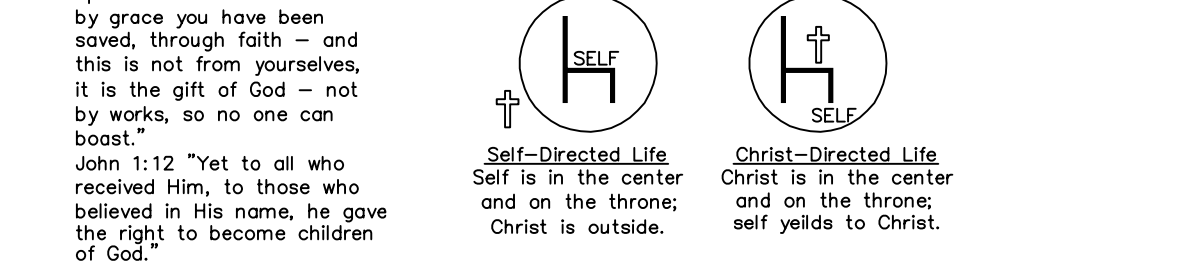 by grace you have been
saved, through faith – and
this is not from yourselves,
it is the gift of God – not
by works, so no one can
boast.”
John 1:12 ”Yet to all who
received Him, to those who
believed in His name, he gave
the right to become children
of God.”
SELF
Self–Directed Life
Self is in the center
and on the throne;
Christ is outside.
SELF
Christ–Directed Life
Christ is in the center
and on the throne;
self yeilds to Christ.